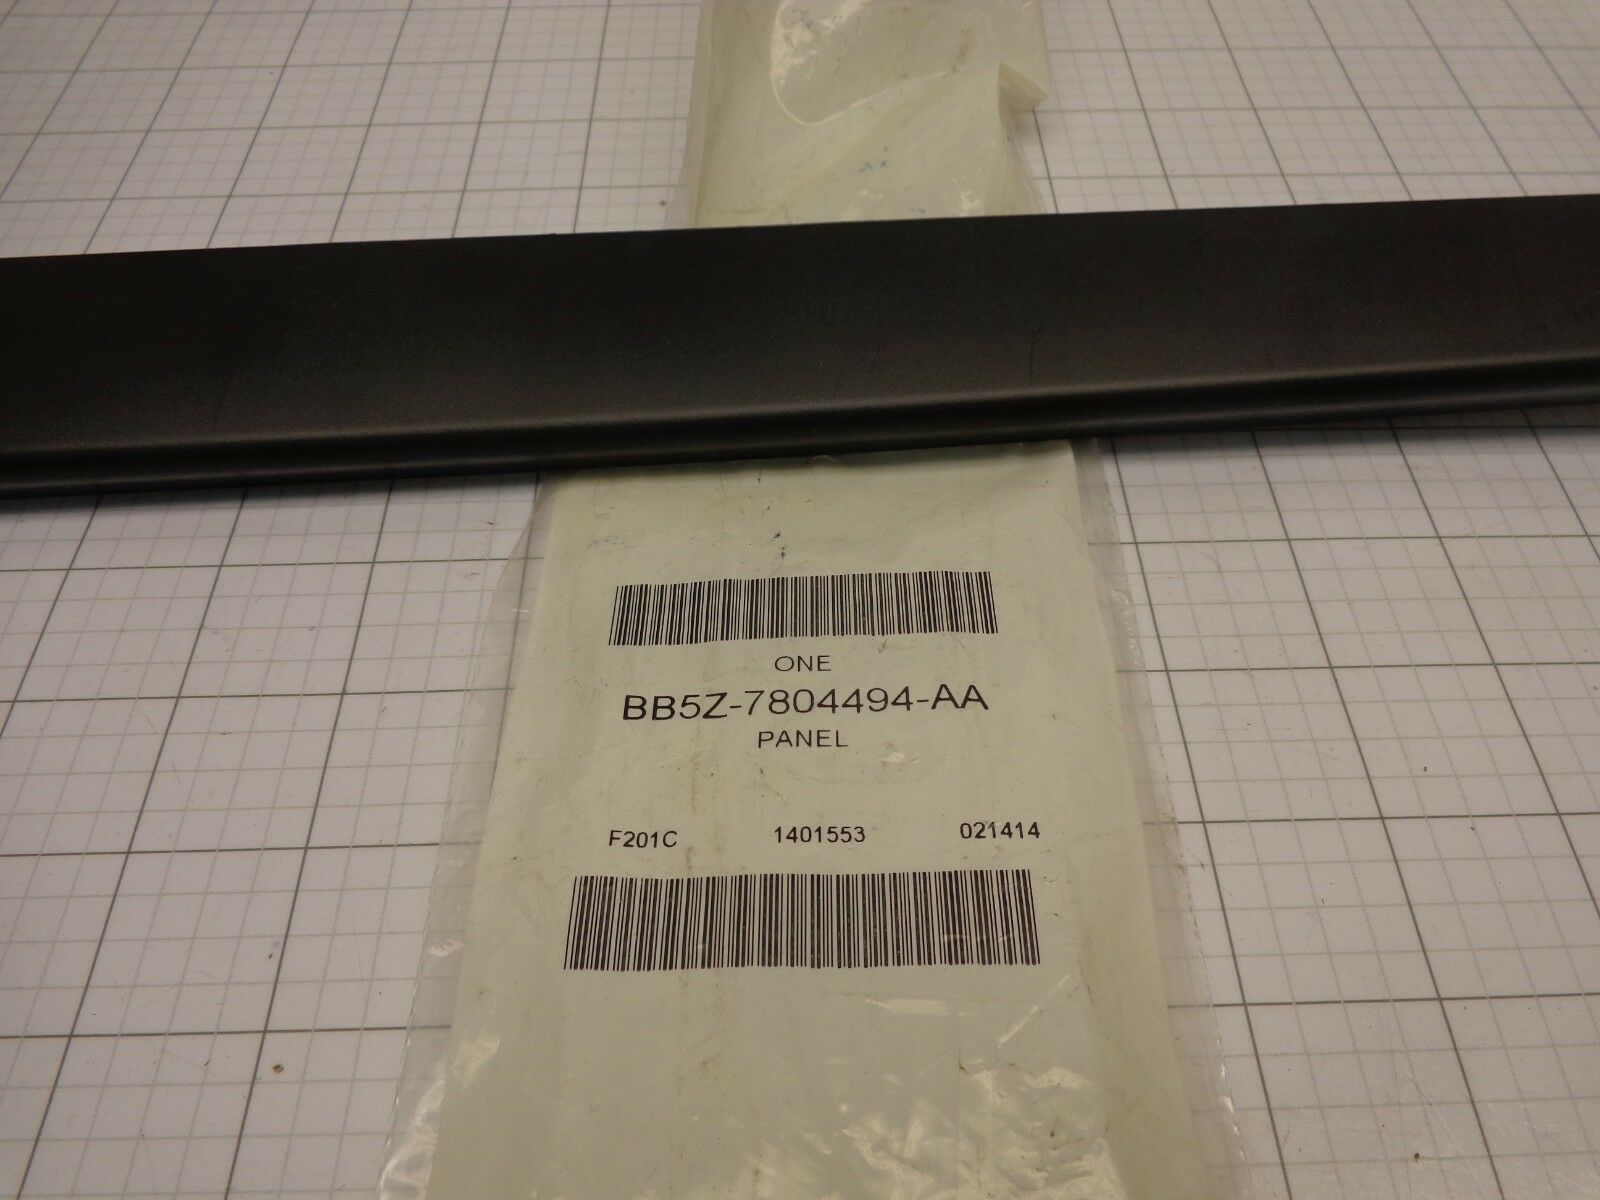 ONE
BB5Z-7804494-AA
PANEL
F201C 1401553 021414